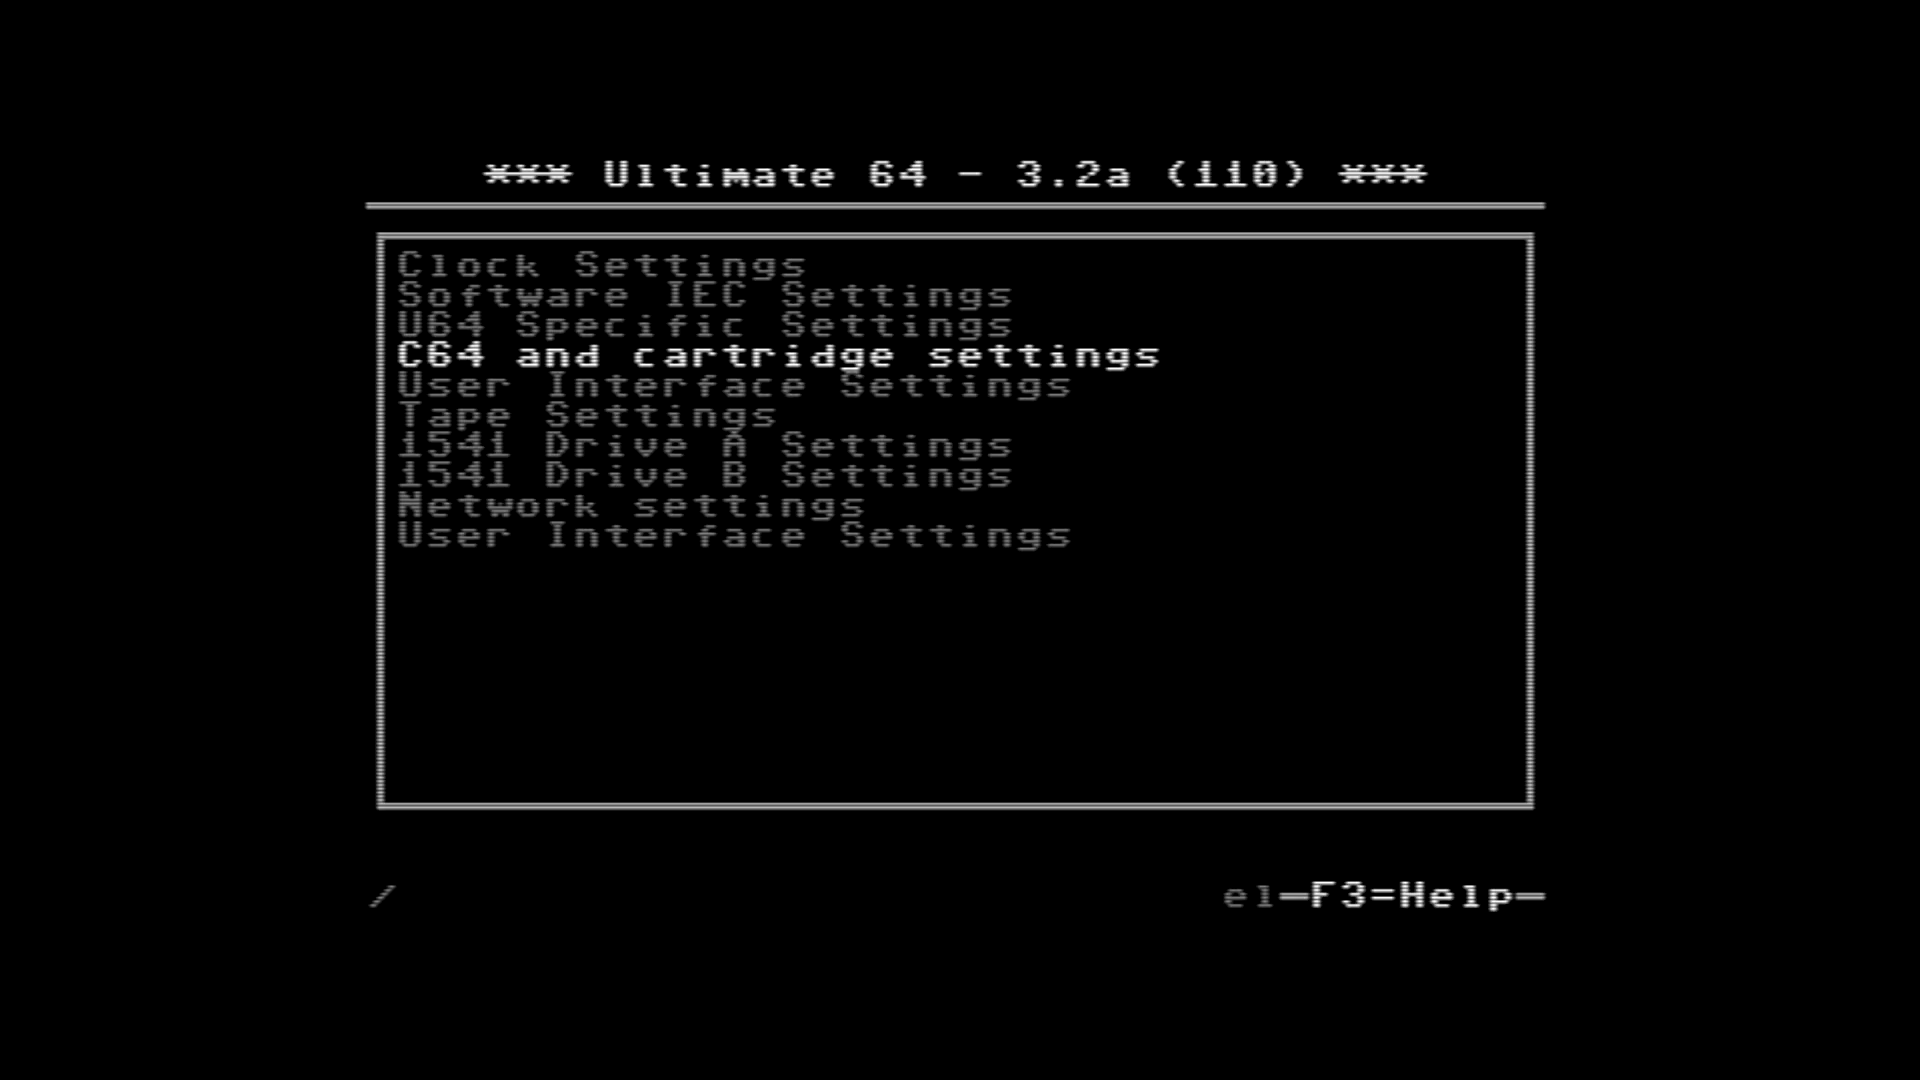 *** Ultimate 64 - 3.2a (110) ***
Clock Settings
Software IEC Settings
U64 Specific Settings
C64 and cartridge settings
User Interface Settings
Tape Settings
1541 Drive A Settings
1541 Drive B Settings
Network settings
User Interface Settings
/ el-F3=Help-